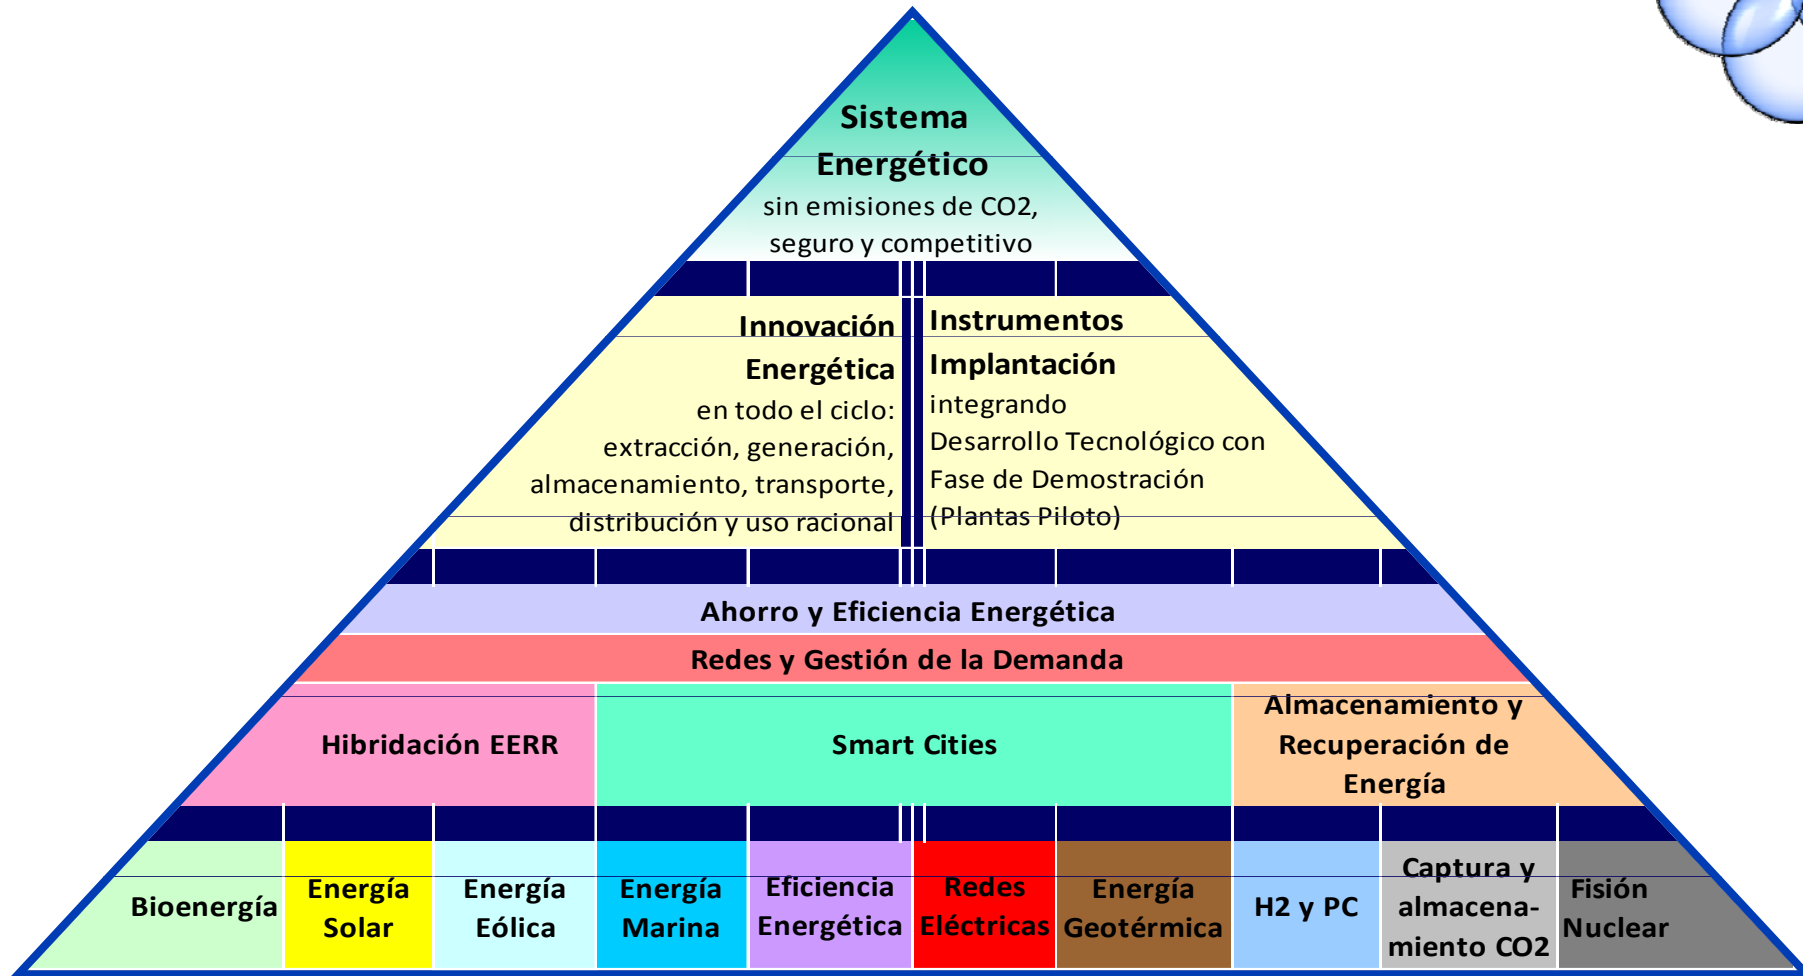 Sistema
Energético
sin emisiones de CO2,
seguro y competitivo
Innovación
Energética
en todo el ciclo:
extracción, generación,
almacenamiento, transporte,
distribución y uso racional
Instrumentos
Implantación
integrando
Desarrollo Tecnológico con
Fase de Demostración
(Plantas Piloto)
Ahorro y Eficiencia Energética
Redes y Gestión de la Demanda
Hibridación EERR
Smart Cities
Almacenamiento y
Recuperación de
Energía
Bioenergía
Energía
Solar
Energía
Eólica
Energía
Marina
Eficiencia
Energética
Redes
Eléctricas
Energía
Geotérmica
H2 y PC
Captura y
almacena-
miento CO2
Fisión
Nuclear